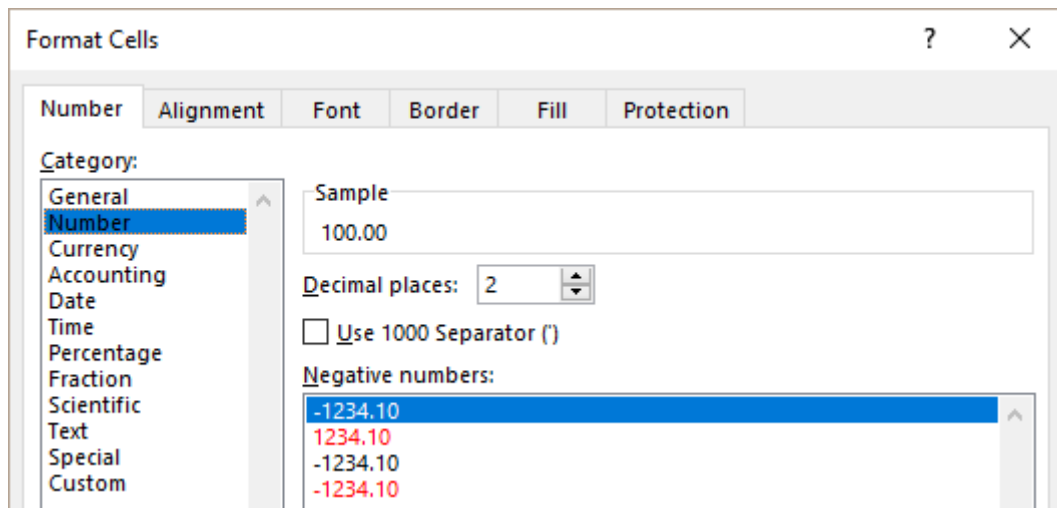 Format Cells ? ×
Number Alignment Font Border Fill Protection
Category:
General
Number
Currency
Accounting
Date
Time
Percentage
Fraction
Scientific
Text
Special
Custom
Sample
100.00
Decimal places: 2
Use 1000 Separator (')
Negative numbers:
-1234.10
1234.10
-1234.10
-1234.10